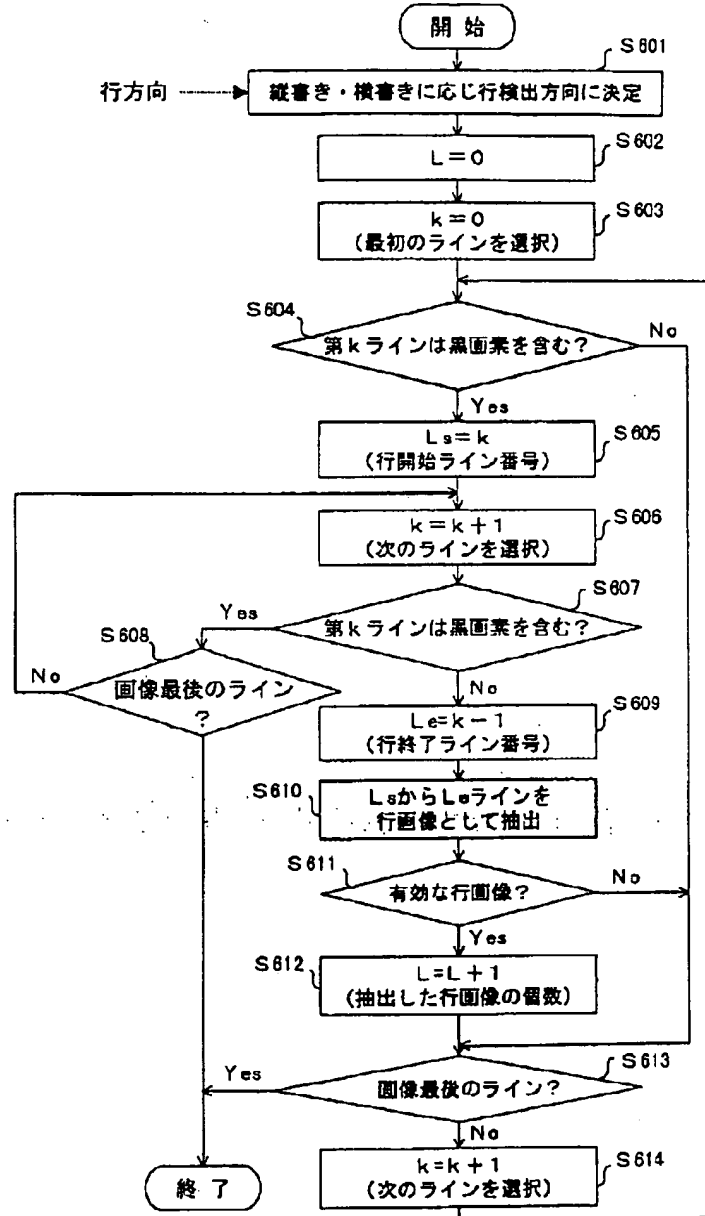 開 始
S601
行方向
縦書き・横書きに応じ行検出方向に決定
S602
L=0
S603
k=0
(最初のラインを選択)
S604
第kラインは黒画素を含む?
No
Yes
S605
Ls=k
(行開始ライン番号)
S606
k=k+1
(次のラインを選択)
S607
第kラインは黒画素を含む?
Yes
S608
No
画像最後のライン
?
No
S609
Le=k-1
(行終了ライン番号)
S610
LsからLeラインを
行画像として抽出
S611
有効な行画像?
No
Yes
S612
L=L+1
(抽出した行画像の個数)
S613
Yes
画像最後のライン?
No
S614
k=k+1
(次のラインを選択)
終 了